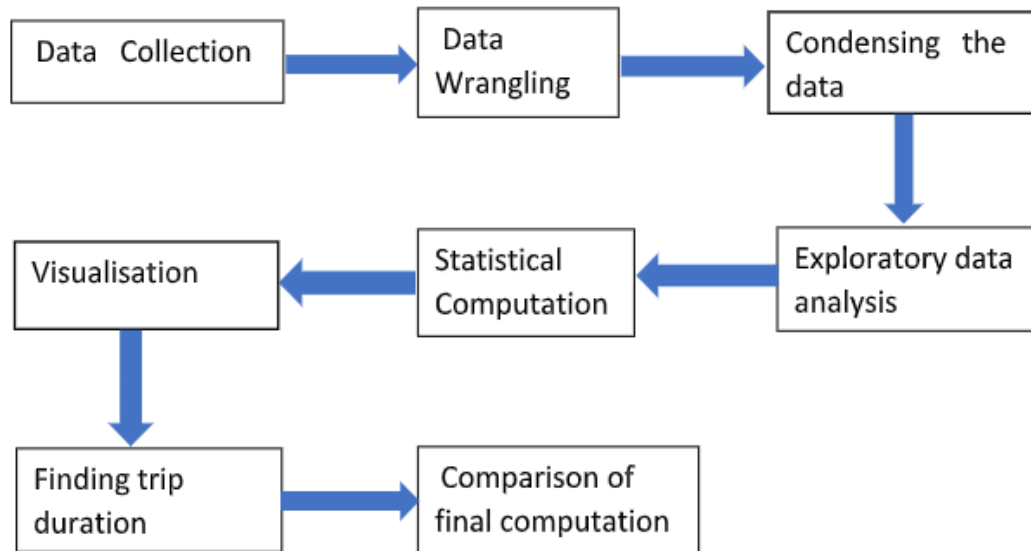 Data Collection
Data
Wrangling
Condensing the
data
Exploratory data
analysis
Statistical
Computation
Visualisation
Finding trip
duration
Comparison of
final computation